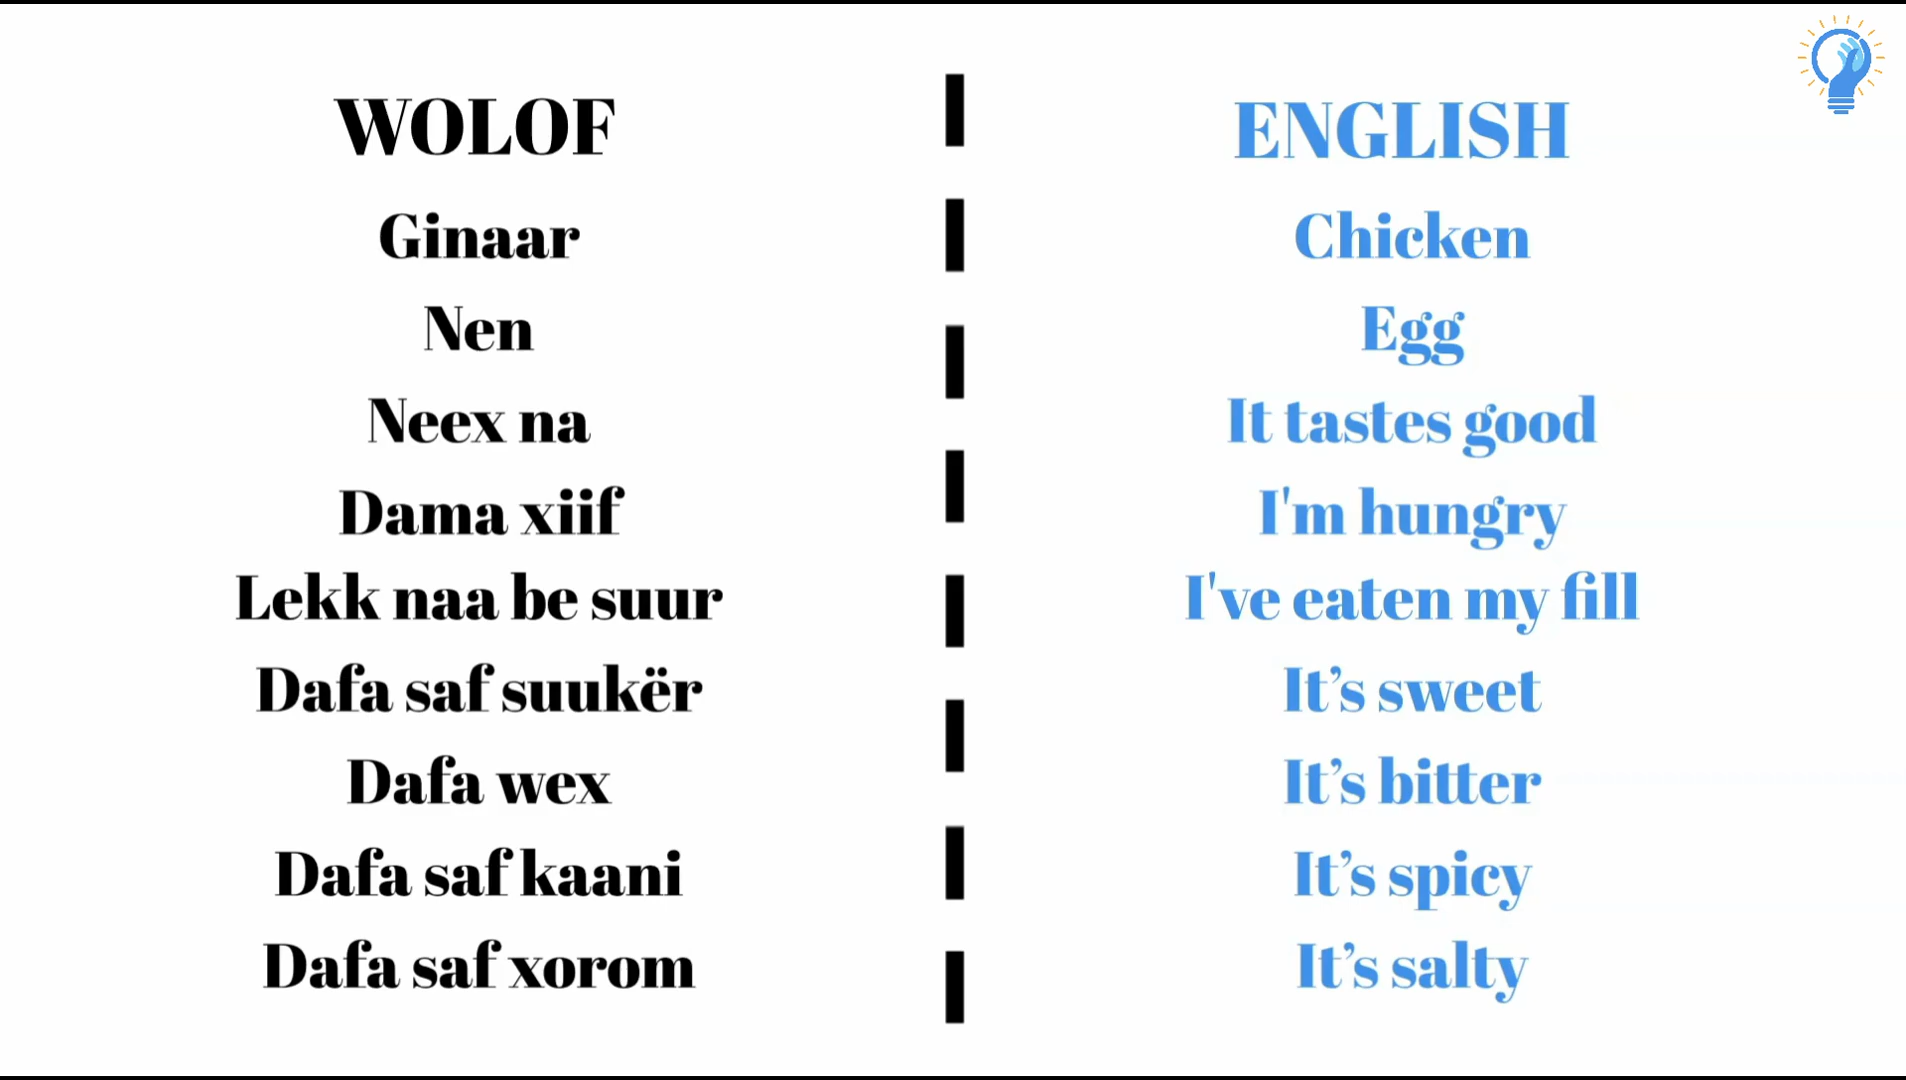 WOLOF
ENGLISH
Ginaar
Chicken
Nen
Egg
Neex na
It tastes good
Dama xiif
I'm hungry
Lekk naa be suur
I've eaten my fill
Dafa saf suukër
It’s sweet
Dafa wex
It’s bitter
Dafa saf kaani
It’s spicy
Dafa saf xorom
It’s salty